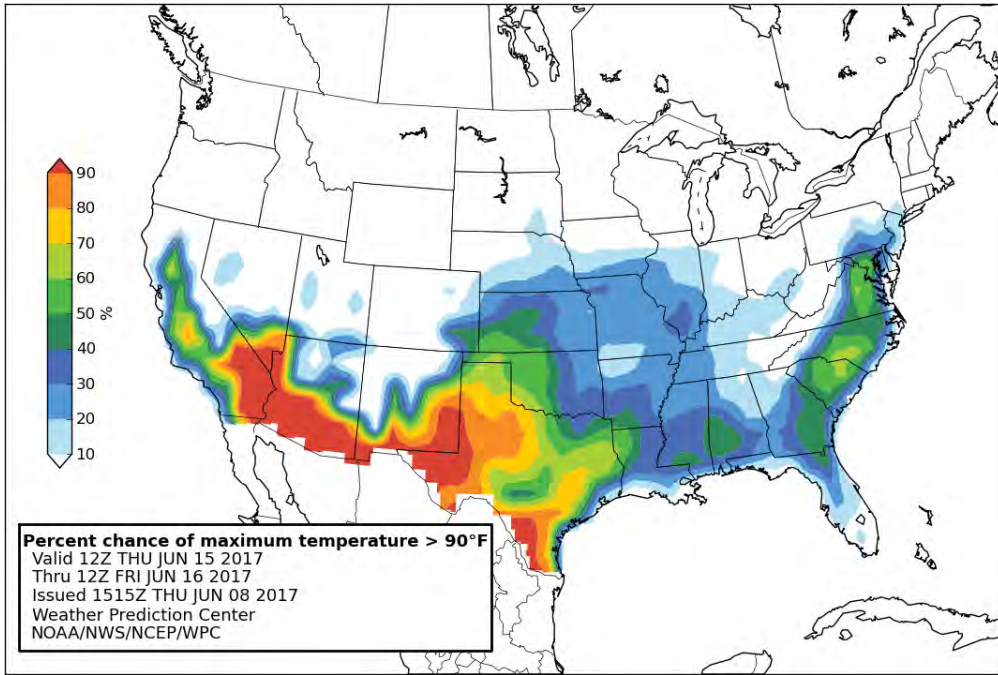 90
80
70
60
50
40
30
20
10
%
Percent chance of maximum temperature > 90°F
Valid 12Z THU JUN 15 2017
Thru 12Z FRI JUN 16 2017
Issued 1515Z THU JUN 08 2017
Weather Prediction Center
NOAA/NWS/NCEP/WPC